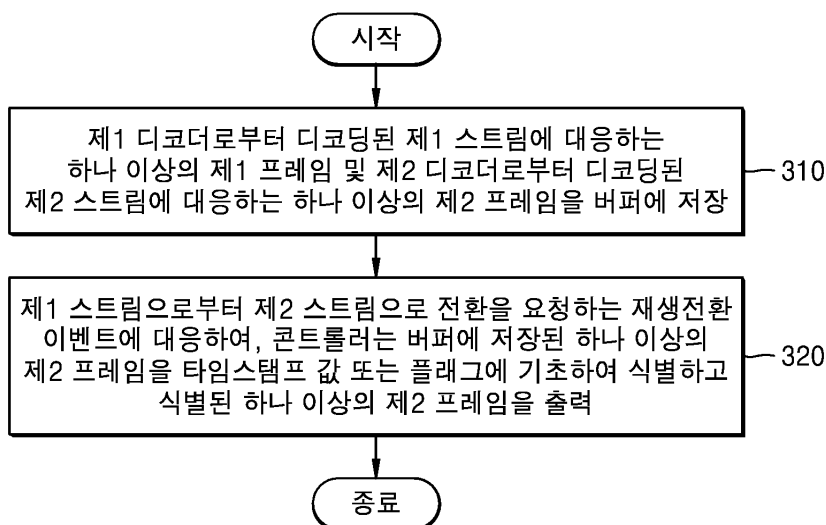 시작
제1 디코더로부터 디코딩된 제1 스트림에 대응하는
하나 이상의 제1 프레임 및 제2 디코더로부터 디코딩된
제2 스트림에 대응하는 하나 이상의 제2 프레임을 버퍼에 저장
310
제1 스트림으로부터 제2 스트림으로 전환을 요청하는 재생전환
이벤트에 대응하여, 콘트롤러는 버퍼에 저장된 하나 이상의
제2 프레임을 타임스탬프 값 또는 플래그에 기초하여 식별하고
식별된 하나 이상의 제2 프레임을 출력
320
종료